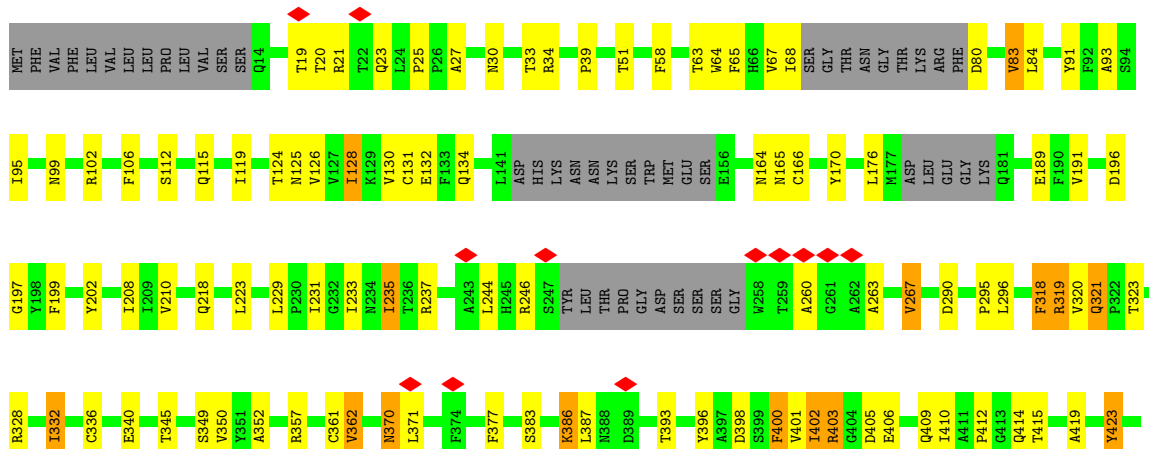 MET PHE VAL PHE LEU VAL LEU LEU PRO LEU VAL SER SER Q14 T19 T20 R21 T22 Q23 L24 P25 P26 A27 N30 T33 R34 P39 T51 F58 T63 W64 F65 H66 V67 I68 SER GLY THR ASN GLY THR LYS ARG PHE D80 V83 L84 Y91 F92 A93 S94
I95 N99 R102 F106 S112 Q115 I119 T124 N125 V126 V127 I128 K129 V130 C131 E132 F133 Q134 L141 ASP HIS LYS ASN ASN LYS SER TRP MET GLU SER E156 N164 N165 C166 Y170 L176 M177 ASP LEU GLU GLY LYS Q181 E189 F190 V191 D196
G197 Y198 F199 Y202 I208 I209 V210 Q218 L223 L229 P230 I231 G232 I233 N234 I235 T236 R237 A243 L244 H245 R246 S247 TYR LEU THR PRO GLY ASP SER SER SER GLY W258 T259 A260 G261 A262 A263 V267 D290 P295 L296 F318 R319 V320 Q321 P322 T323
R328 I332 C336 E340 T345 S349 V350 Y351 A352 R357 C361 V362 N370 L371 F374 F377 S383 K386 L387 N388 D389 T393 Y396 A397 D398 S399 F400 V401 I402 R403 G404 D405 E406 Q409 I410 A411 P412 G413 Q414 T415 A419 Y423